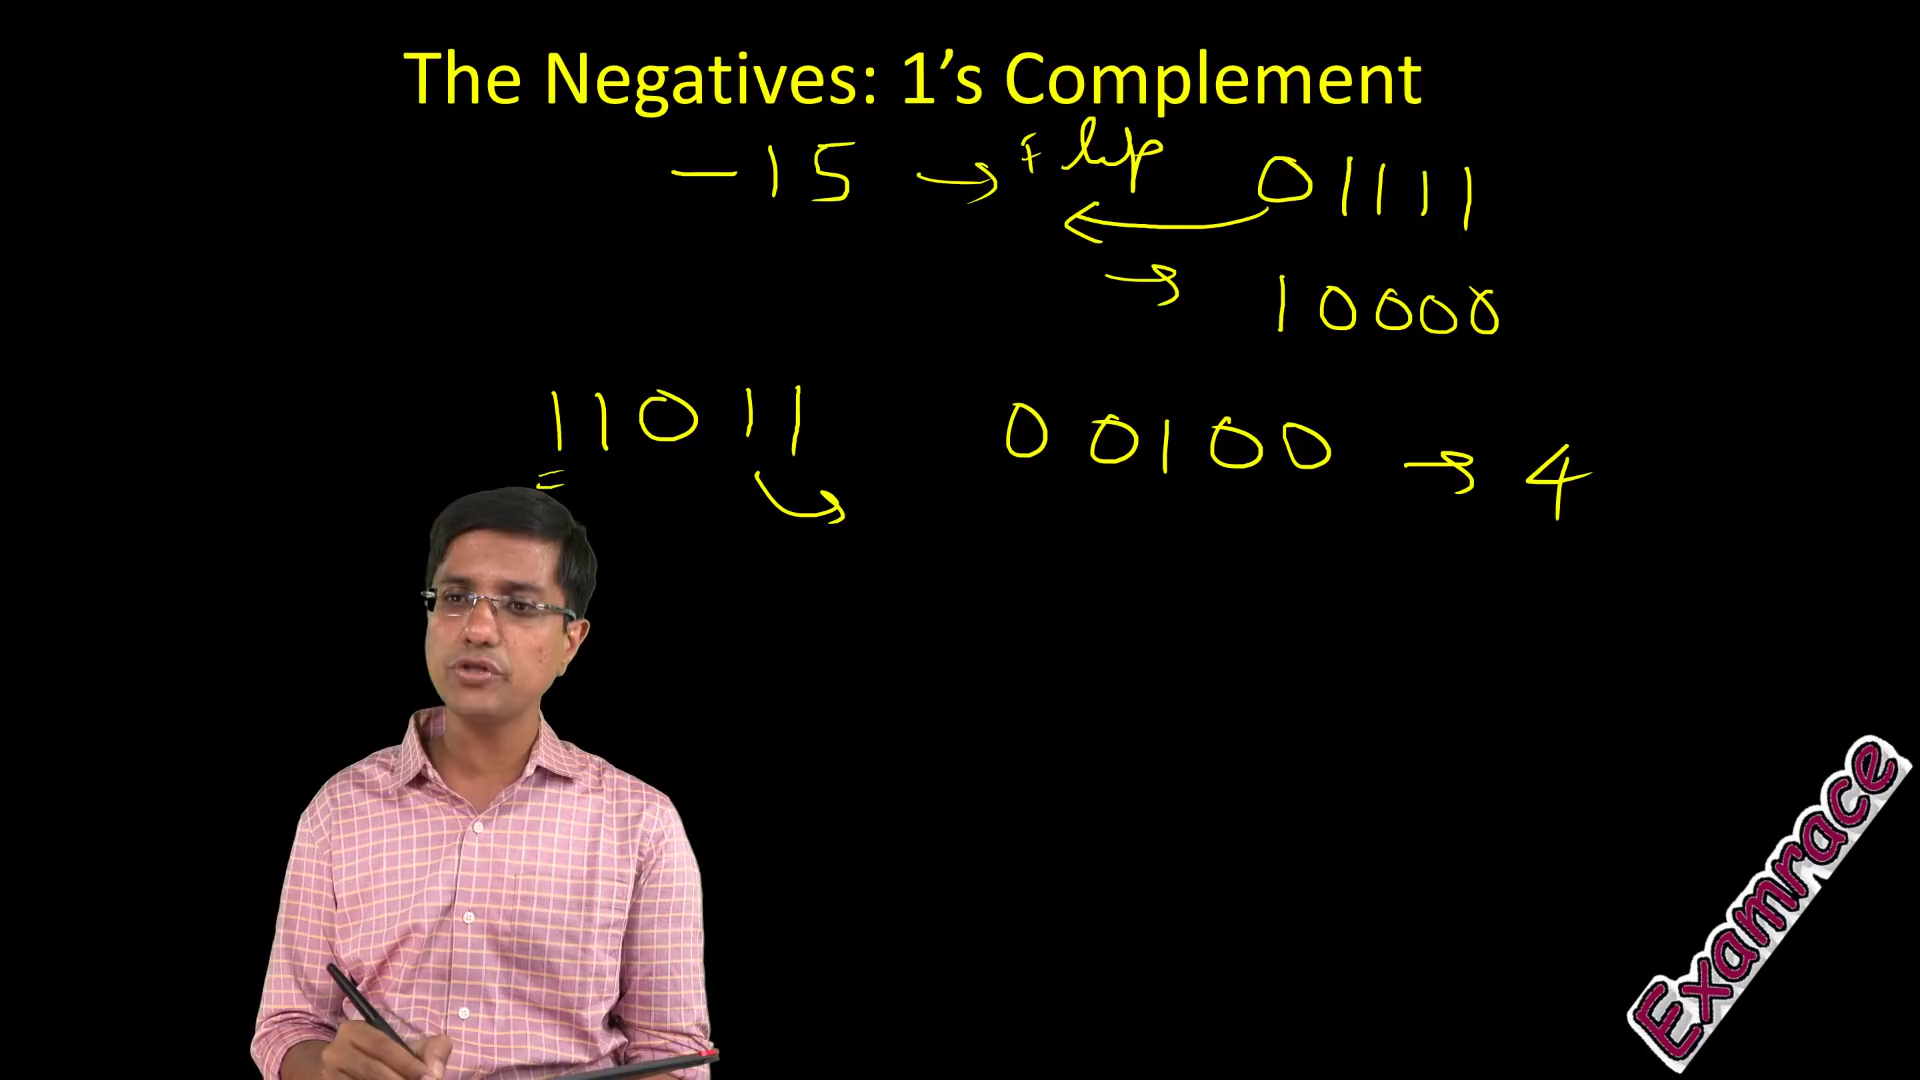 The Negatives: 1's Complement
-15 → flip 01111
→ 10000
11011 00100 → 4
Examrace